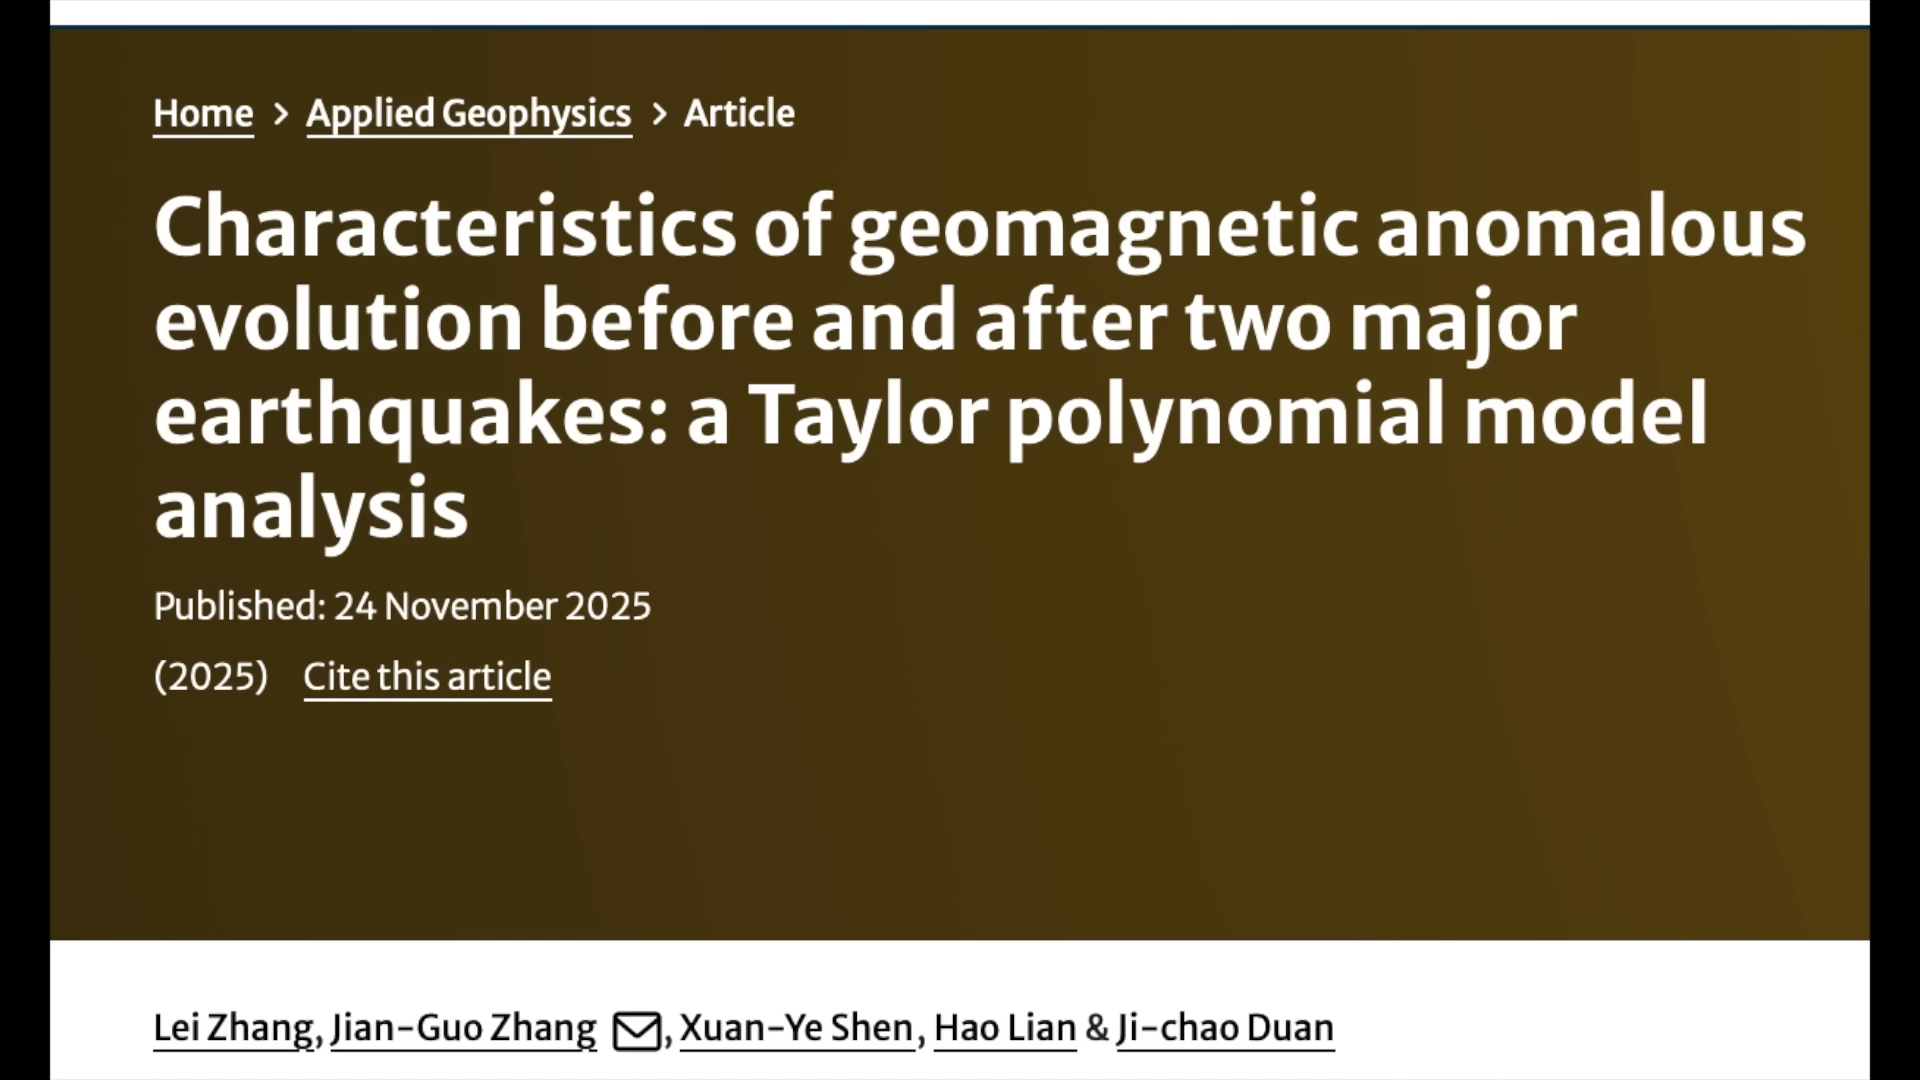 Home > Applied Geophysics > Article
Characteristics of geomagnetic anomalous
evolution before and after two major
earthquakes: a Taylor polynomial model
analysis
Published: 24 November 2025
(2025) Cite this article
Lei Zhang, Jian-Guo Zhang, Xuan-Ye Shen, Hao Lian & Ji-chao Duan